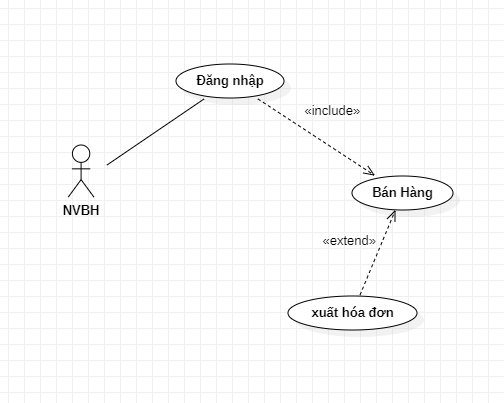 Đăng nhập
«include»
NVBH
Bán Hàng
«extend»
xuất hóa đơn